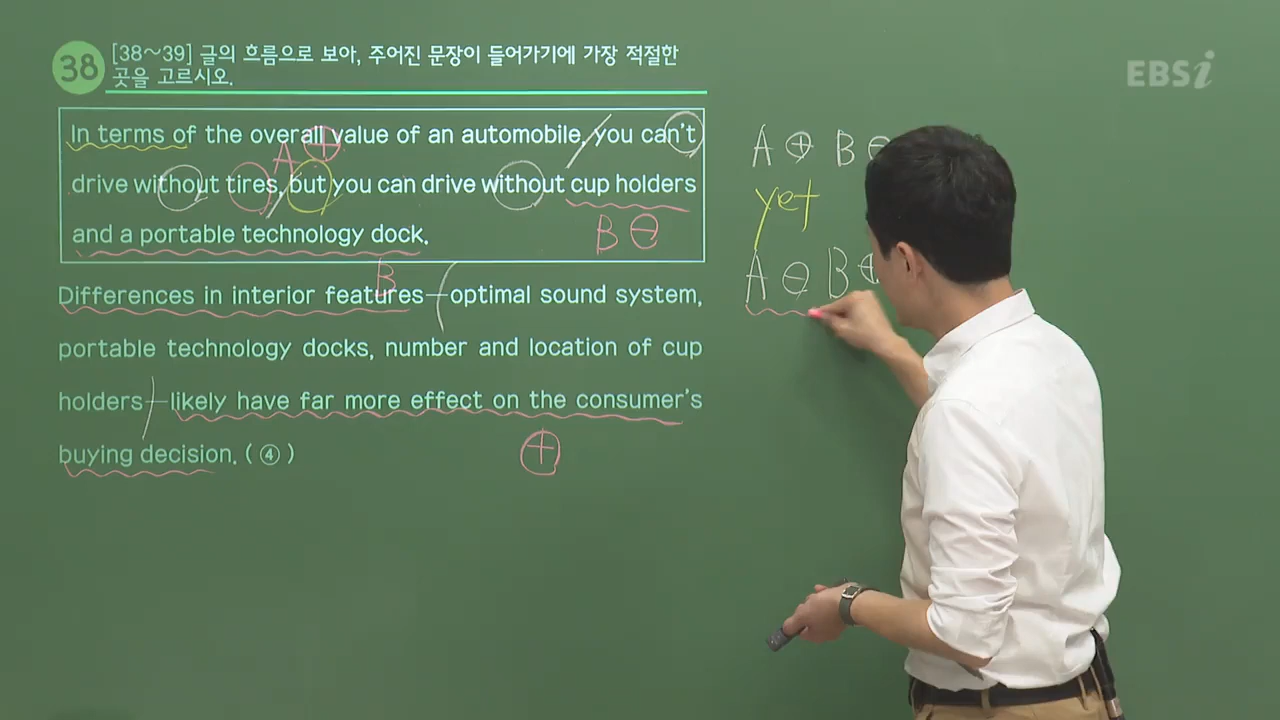 38 [38~39] 글의 흐름으로 보아, 주어진 문장이 들어가기에 가장 적절한
곳을 고르시오.
EBSi
In terms of the overall value of an automobile, you can't
A ⊕
drive without tires, but you can drive without cup holders
and a portable technology dock.
B ⊖
B
Differences in interior features—optimal sound system,
portable technology docks, number and location of cup
holders—likely have far more effect on the consumer's
buying decision. ( ④ )
⊕
A ⊕ B ⊖
yet
A ⊖ B ⊕